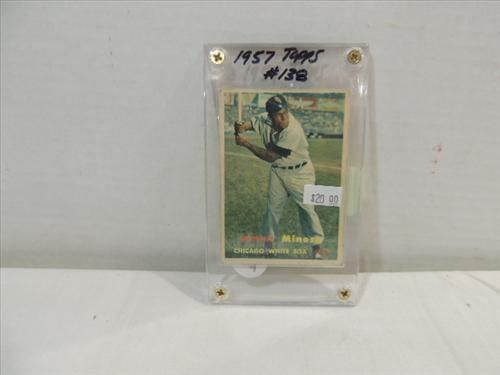 1957 Topps
#138
$20.00
Minoso
CHICAGO WHITE SOX